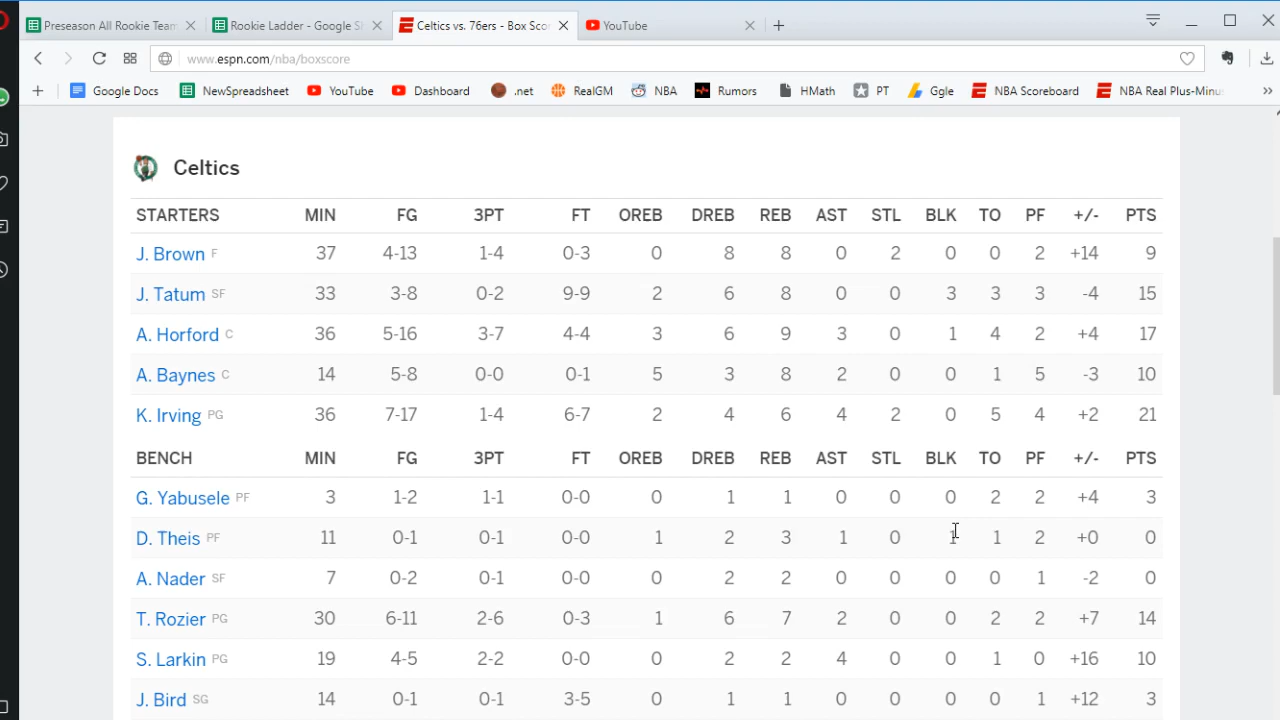 Preseason All Rookie Team Rookie Ladder - Google Sh Celtics vs. 76ers - Box Scor YouTube
www.espn.com/nba/boxscore
Google Docs NewSpreadsheet YouTube Dashboard .net RealGM NBA Rumors HMath PT Ggle NBA Scoreboard NBA Real Plus-Minus
Celtics
STARTERS MIN FG 3PT FT OREB DREB REB AST STL BLK TO PF +/- PTS
J. Brown F 37 4-13 1-4 0-3 0 8 8 0 2 0 0 2 +14 9
J. Tatum SF 33 3-8 0-2 9-9 2 6 8 0 0 3 3 3 -4 15
A. Horford C 36 5-16 3-7 4-4 3 6 9 3 0 1 4 2 +4 17
A. Baynes C 14 5-8 0-0 0-1 5 3 8 2 0 0 1 5 -3 10
K. Irving PG 36 7-17 1-4 6-7 2 4 6 4 2 0 5 4 +2 21
BENCH MIN FG 3PT FT OREB DREB REB AST STL BLK TO PF +/- PTS
G. Yabusele PF 3 1-2 1-1 0-0 0 1 1 0 0 0 2 2 +4 3
D. Theis PF 11 0-1 0-1 0-0 1 2 3 1 0 1 1 2 +0 0
A. Nader SF 7 0-2 0-1 0-0 0 2 2 0 0 0 0 1 -2 0
T. Rozier PG 30 6-11 2-6 0-3 1 6 7 2 0 0 2 2 +7 14
S. Larkin PG 19 4-5 2-2 0-0 0 2 2 4 0 0 1 0 +16 10
J. Bird SG 14 0-1 0-1 3-5 0 1 1 0 0 0 0 1 +12 3